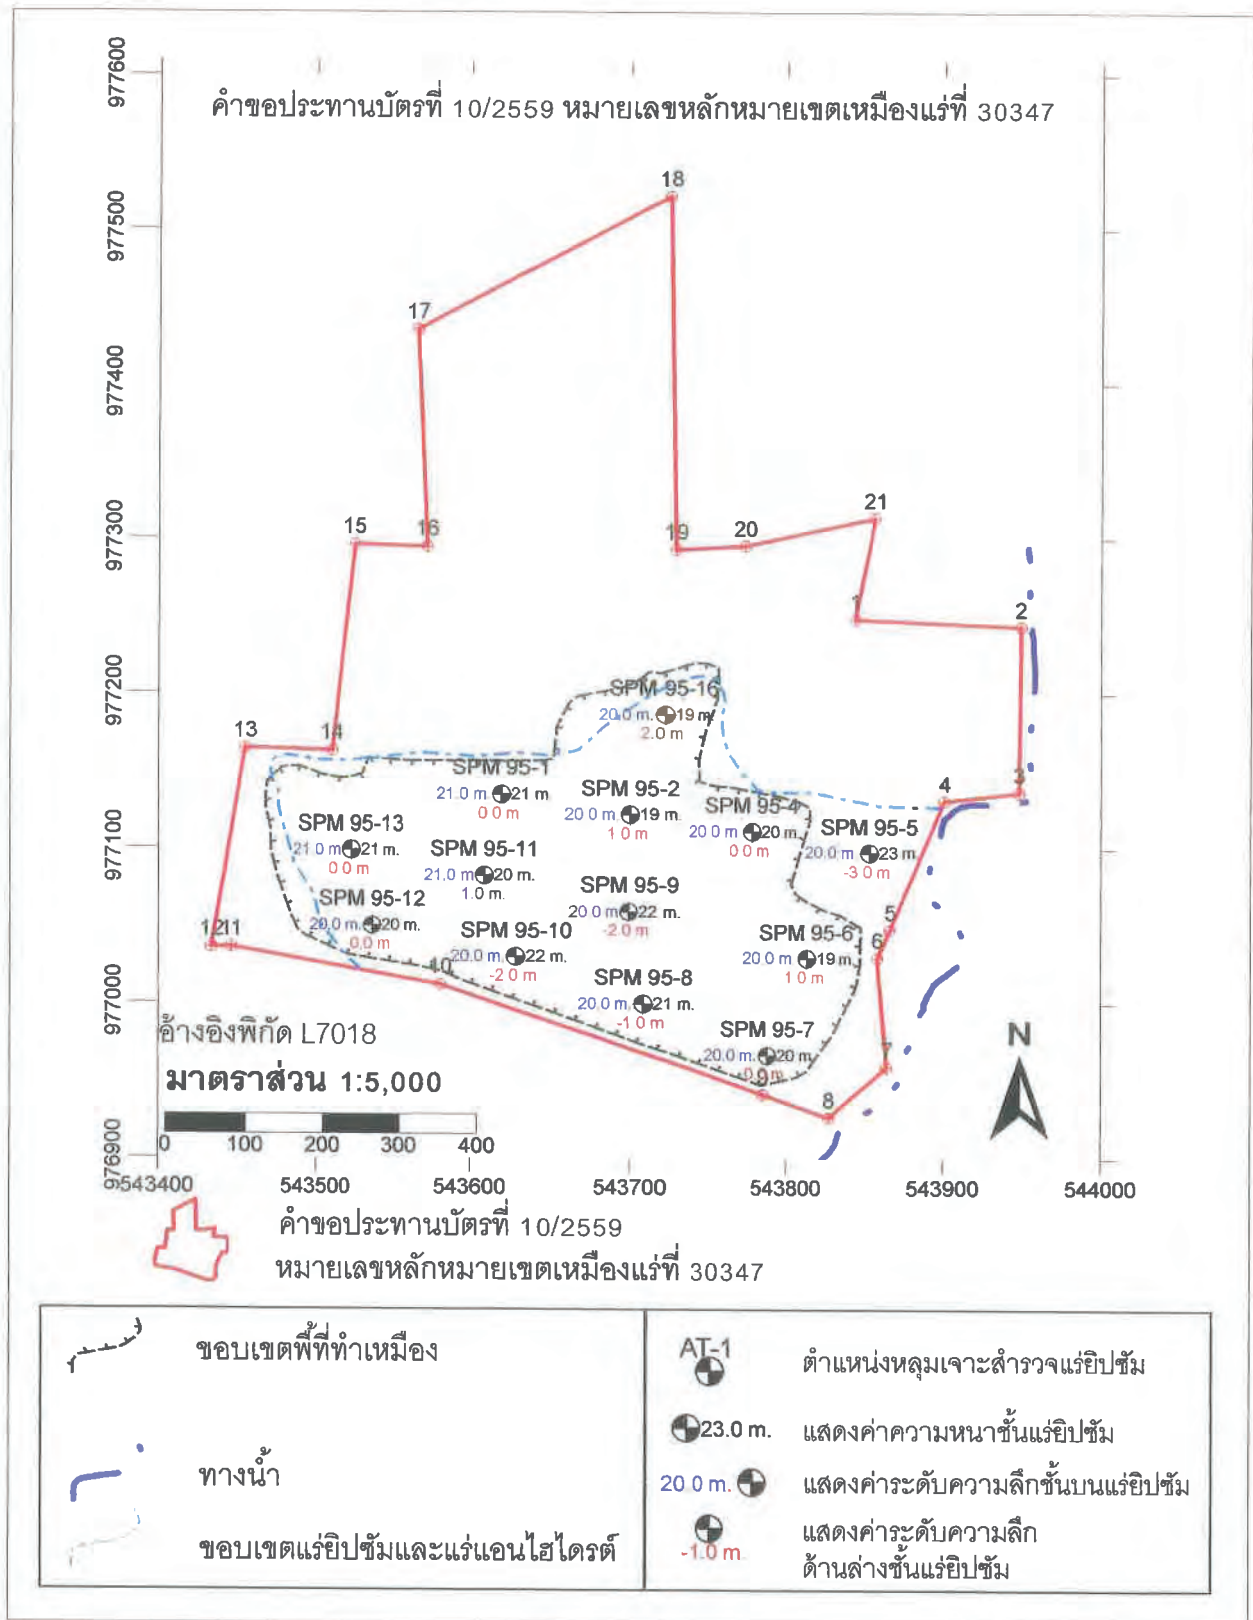 คำขอประทานบัตรที่ 10/2559 หมายเลขหลักหมายเขตเหมืองแร่ที่ 30347
977600
977500
977400
977300
977200
977100
977000
976900
18
17
21
15
16
19
20
1
2
13
14
4
3
5
6
12
11
10
7
9
8
SPM 95-16
20.0 m. 19 m
2.0 m
SPM 95-1
21.0 m. 21 m
0 0 m
SPM 95-2
20 0 m. 19 m.
1 0 m
SPM 95-4
20 0 m. 20 m.
0 0 m
SPM 95-5
20.0 m. 23 m.
-3 0 m
SPM 95-13
21.0 m 21 m.
0 0 m
SPM 95-11
21.0 m 20 m.
1.0 m.
SPM 95-9
20 0 m 22 m.
-2 0 m
SPM 95-12
20.0 m. 20 m.
0.0 m
SPM 95-10
20.0 m. 22 m.
-2 0 m
SPM 95-6
20.0 m 19 m.
1 0 m
SPM 95-8
20 0 m. 21 m.
-1 0 m
SPM 95-7
20.0 m. 20 m.
0 0 m
อ้างอิงพิกัด L7018
มาตราส่วน 1:5,000
0 100 200 300 400
N
543400 543500 543600 543700 543800 543900 544000
คำขอประทานบัตรที่ 10/2559
หมายเลขหลักหมายเขตเหมืองแร่ที่ 30347
ขอบเขตพื้ที่ทำเหมือง
ทางน้ำ
ขอบเขตแร่ยิปซัมและแร่แอนไฮไดรต์
AT-1
ตำแหน่งหลุมเจาะสำรวจแร่ยิปซัม
23.0 m. แสดงค่าความหนาชั้นแร่ยิปซัม
20 0 m. แสดงค่าระดับความลึกชั้นบนแร่ยิปซัม
-1.0 m แสดงค่าระดับความลึก
ด้านล่างชั้นแร่ยิปซัม